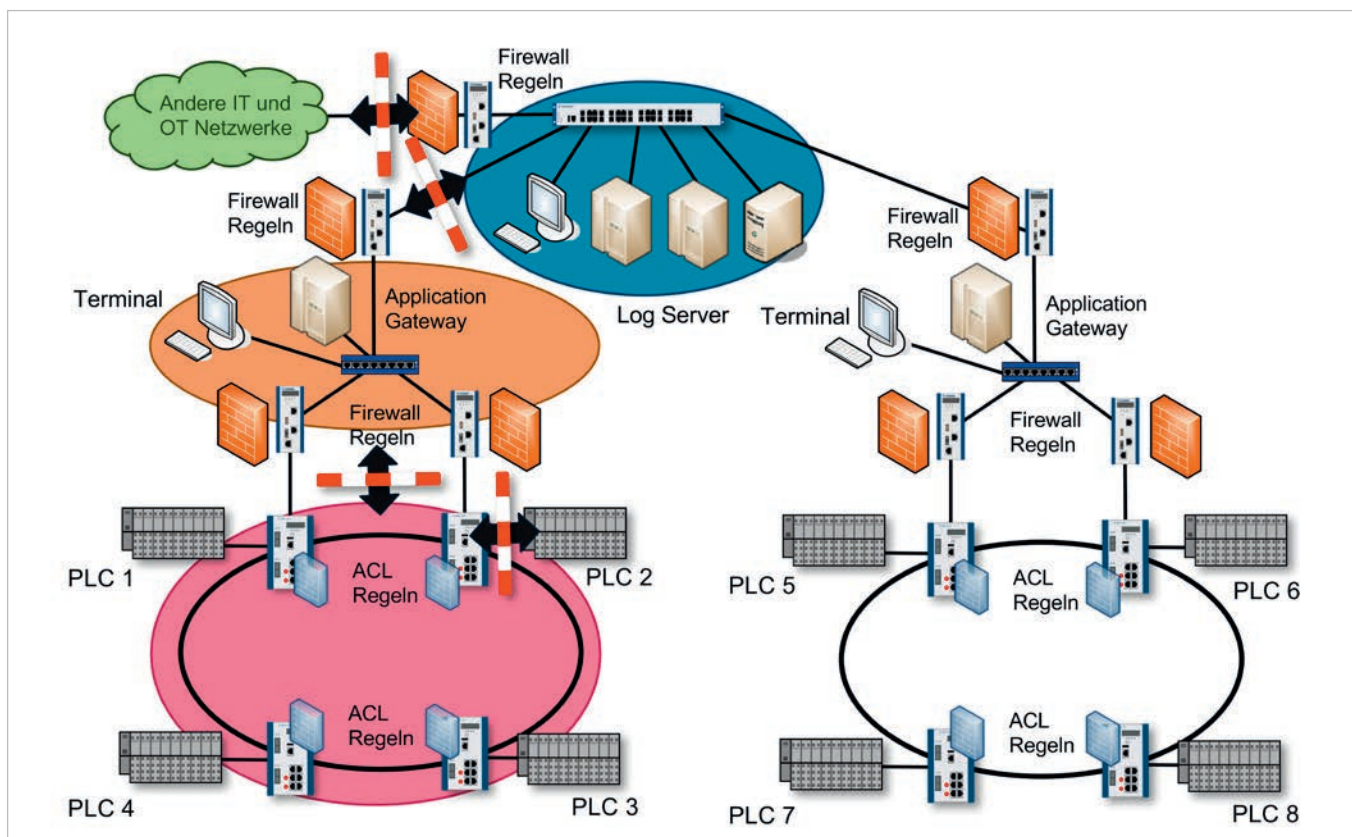 Firewall
Regeln
Andere IT und
OT Netzwerke
Firewall
Regeln
Firewall
Regeln
Terminal
Application
Gateway
Log Server
Terminal
Application
Gateway
Firewall
Regeln
Firewall
Regeln
PLC 1
PLC 2
ACL
Regeln
PLC 5
PLC 6
ACL
Regeln
ACL
Regeln
PLC 4
PLC 3
ACL
Regeln
PLC 7
PLC 8